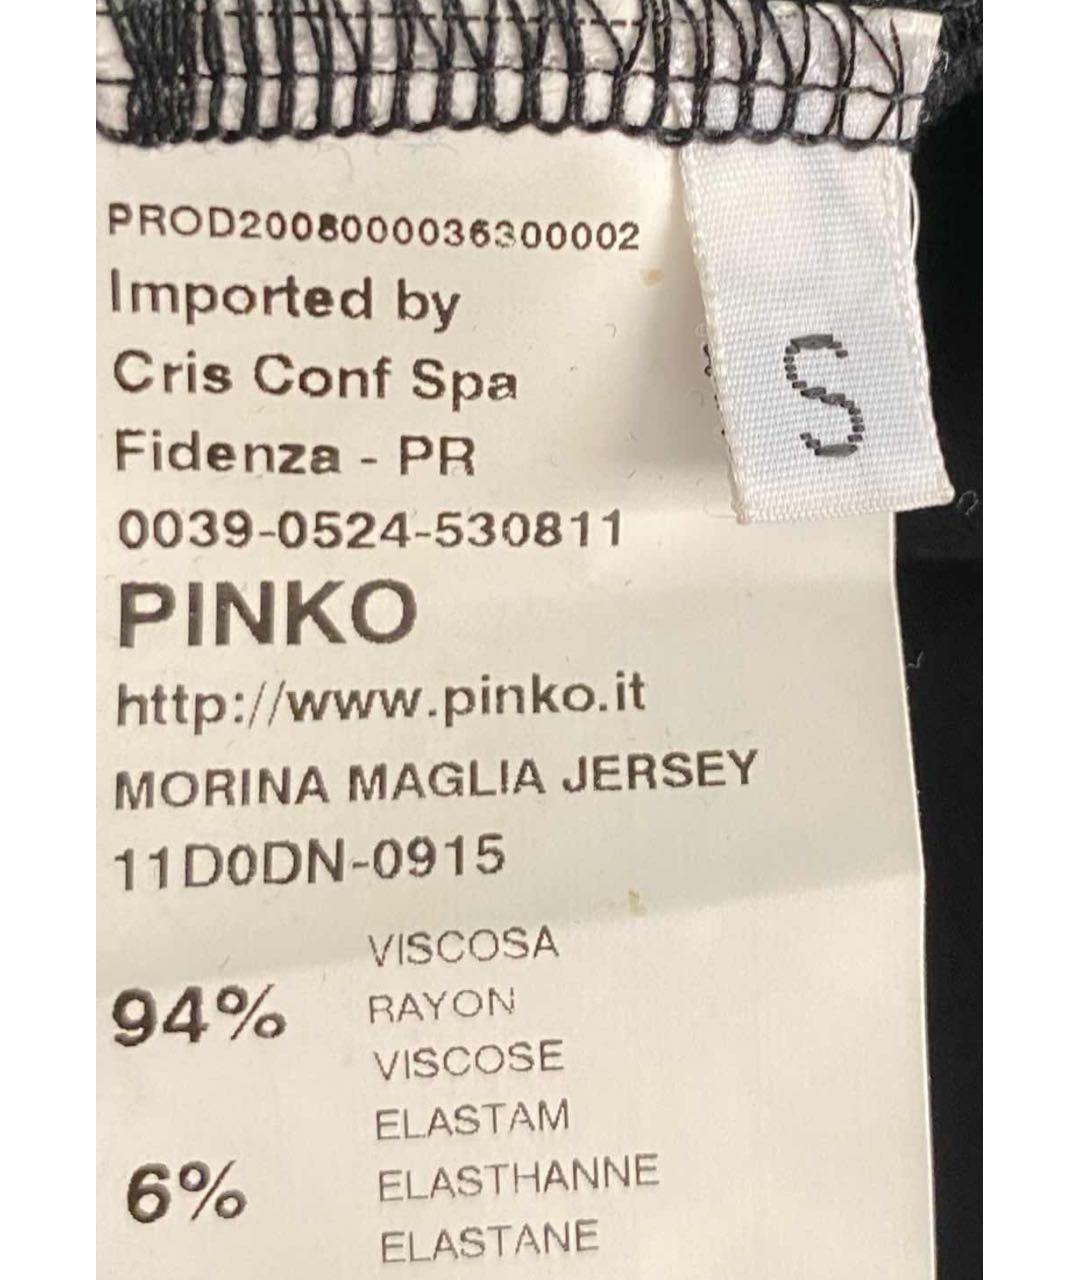 PROD2008000036300002
Imported by
Cris Conf Spa
Fidenza - PR
0039-0524-530811
PINKO
http://www.pinko.it
MORINA MAGLIA JERSEY
11D0DN-0915
VISCOSA
94% RAYON
VISCOSE
ELASTAM
6% ELASTHANNE
ELASTANE
S